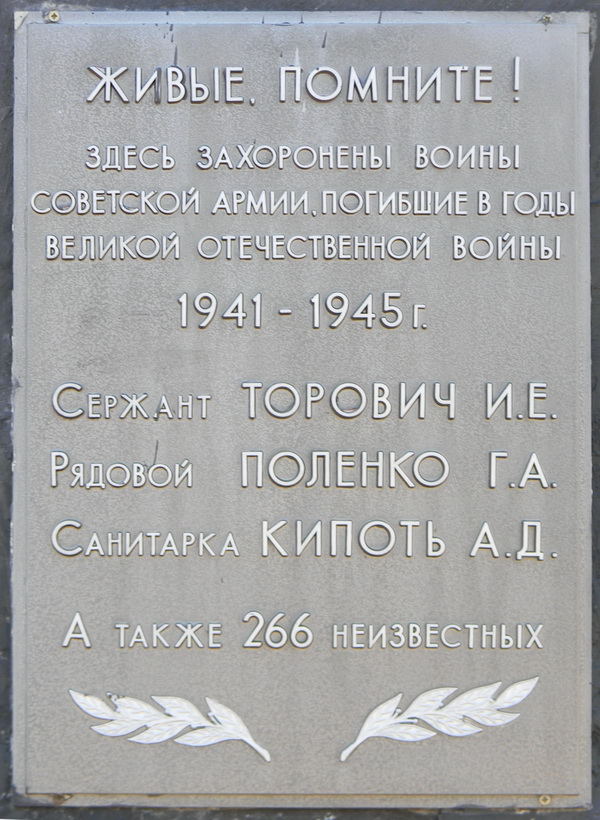 ЖИВЫЕ, ПОМНИТЕ!
ЗДЕСЬ ЗАХОРОНЕНЫ ВОИНЫ
СОВЕТСКОЙ АРМИИ, ПОГИБШИЕ В ГОДЫ
ВЕЛИКОЙ ОТЕЧЕСТВЕННОЙ ВОЙНЫ
1941 - 1945 г.
СЕРЖАНТ ТОРОВИЧ И.Е.
РЯДОВОЙ ПОЛЕНКО Г.А.
САНИТАРКА КИПОТЬ А.Д.
А ТАКЖЕ 266 НЕИЗВЕСТНЫХ